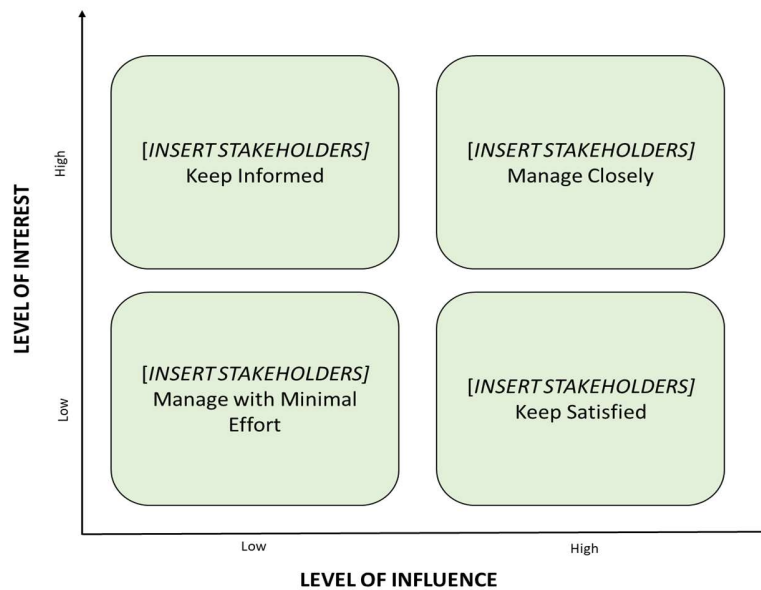 [INSERT STAKEHOLDERS]
Keep Informed
[INSERT STAKEHOLDERS]
Manage Closely
High
LEVEL OF INTEREST
[INSERT STAKEHOLDERS]
Manage with Minimal
Effort
[INSERT STAKEHOLDERS]
Keep Satisfied
Low
Low
High
LEVEL OF INFLUENCE